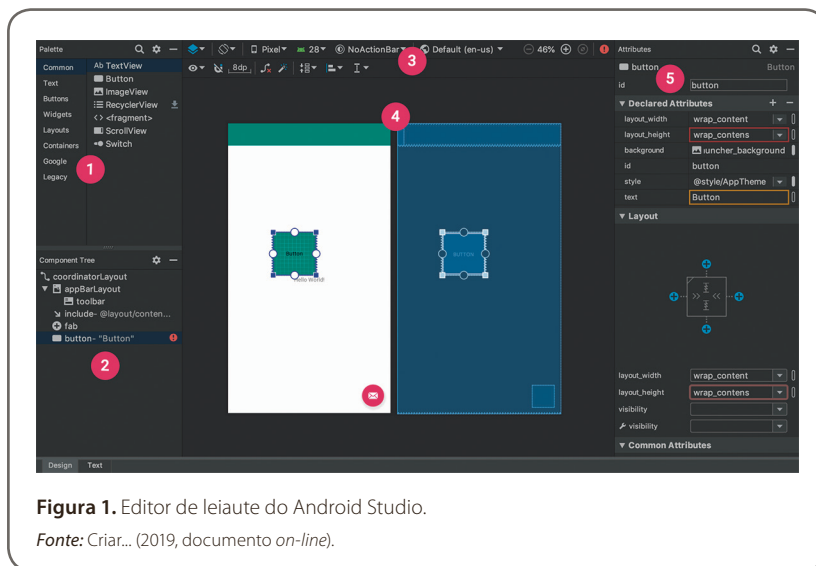 Palette
Common
Text
Buttons
Widgets
Layouts
Containers
Google
Legacy
1
Ab TextView
Button
ImageView
RecyclerView
<> <fragment>
ScrollView
Switch
Component Tree
coordinatorLayout
appBarLayout
toolbar
include- @layout/conten...
fab
button- "Button"
2
Pixel
28
NoActionBar
Default (en-us)
46%
8dp
3
4
Button
Hello World!
BUTTON
Attributes
button
Button
5
id
button
Declared Attributes
layout_width wrap_content
layout_height wrap_contens
background uncher_background
id button
style @style/AppTheme
text Button
Layout
layout_width wrap_content
layout_height wrap_contens
visibility
visibility
Common Attributes
Design Text
Figura 1. Editor de leiaute do Android Studio.
Fonte: Criar... (2019, documento on-line).